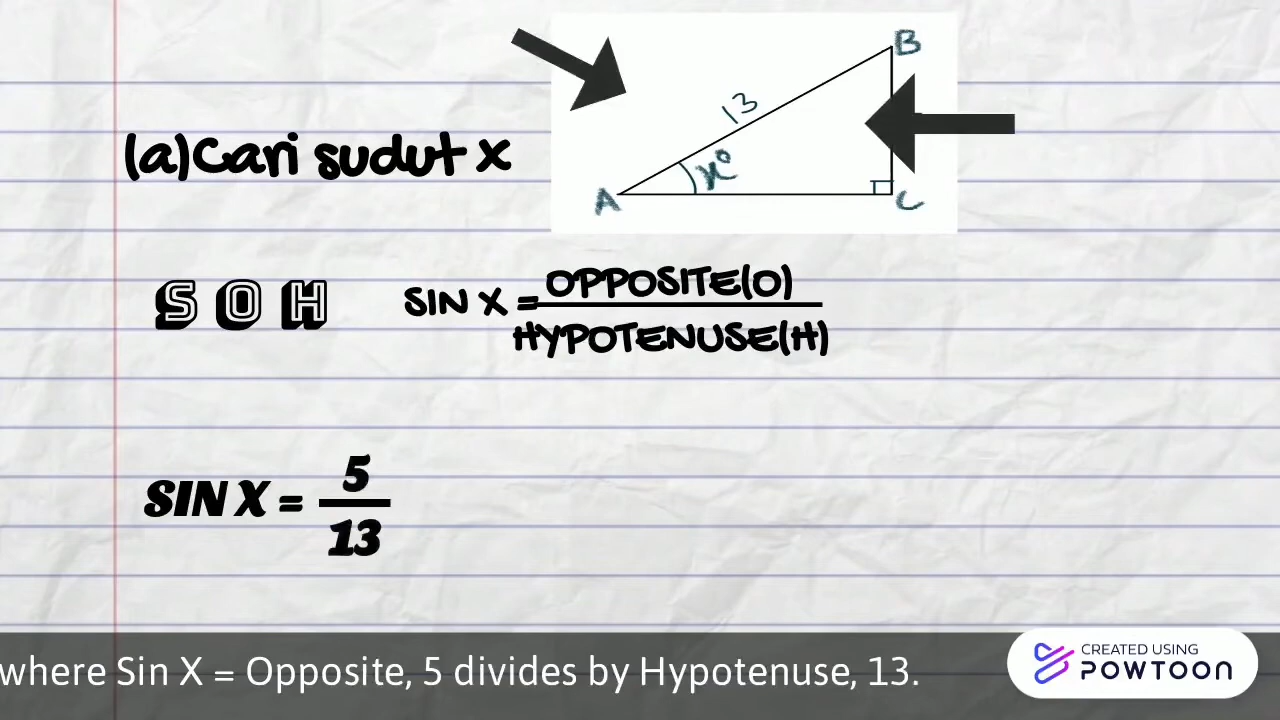 B
13
(a)Cari sudut x
x°
A
C
SOH
SIN X = OPPOSITE(O)
HYPOTENUSE(H)
SIN X = 5
13
where Sin X = Opposite, 5 divides by Hypotenuse, 13.
CREATED USING
POWTOON